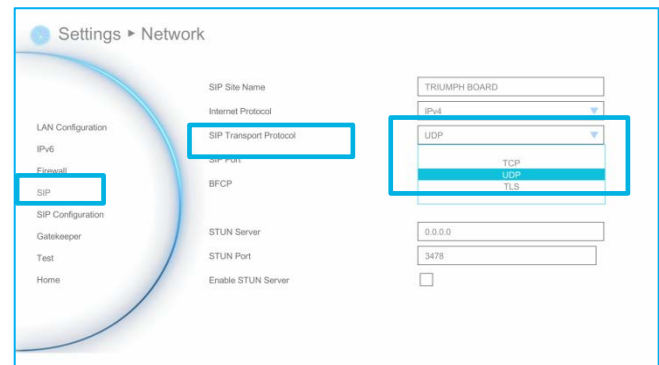 Settings ▸ Network
SIP Site Name TRIUMPH BOARD
Internet Protocol IPv4
LAN Configuration
SIP Transport Protocol UDP
IPv6
SIP Port TCP
Firewall
UDP
SIP
BFCP TLS
SIP Configuration
Gatekeeper
STUN Server 0.0.0.0
Test
STUN Port 3478
Home
Enable STUN Server